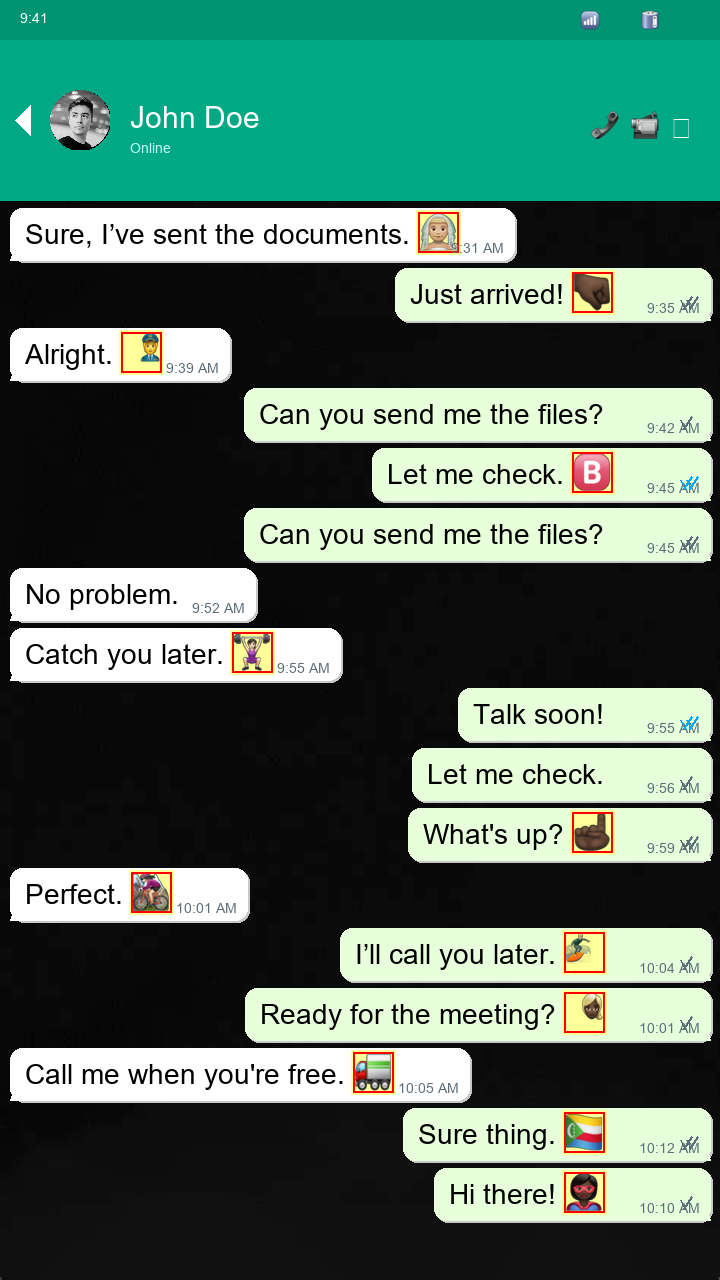 9:41
John Doe
Online
Sure, I’ve sent the documents. 9:31 AM
Just arrived! 9:35 AM
Alright. 9:39 AM
Can you send me the files? 9:42 AM
Let me check. 🅱 9:45 AM
Can you send me the files? 9:45 AM
No problem. 9:52 AM
Catch you later. 9:55 AM
Talk soon! 9:55 AM
Let me check. 9:56 AM
What's up? 9:59 AM
Perfect. 10:01 AM
I’ll call you later. 10:04 AM
Ready for the meeting? 10:01 AM
Call me when you're free. 10:05 AM
Sure thing. 10:12 AM
Hi there! 10:10 AM